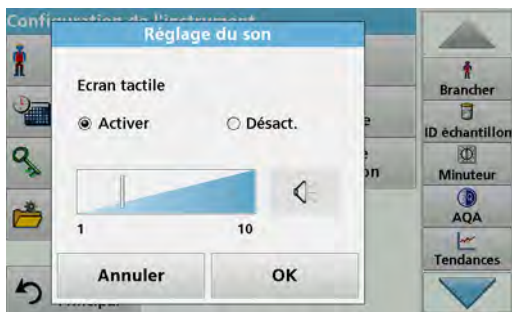 Réglage du son
Ecran tactile
Activer
Désact.
1
10
Annuler
OK
Brancher
ID échantillon
Minuteur
AQA
Tendances